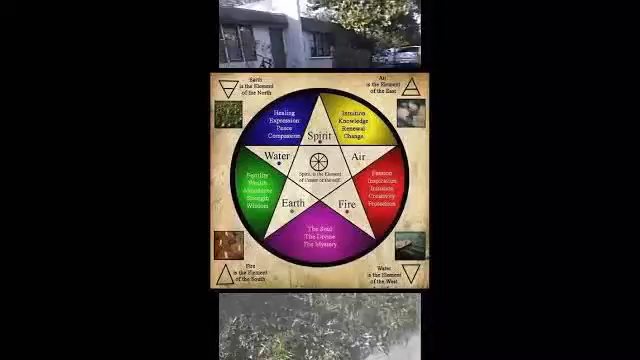 Earth
is the Element
of the North
Air
is the Element
of the East
Healing
Expression
Peace
Compassion
Intuition
Knowledge
Renewal
Change
Spirit
Water
Air
Spirit, is the Element
of Center or themself.
Fertility
Wealth
Abundance
Strength
Wisdom
Passion
Inspiration
Intuition
Creativity
Protection
Earth
Fire
The Soul
The Divine
The Mystery
Fire
is the Element
of the South
Water
is the Element
of the West